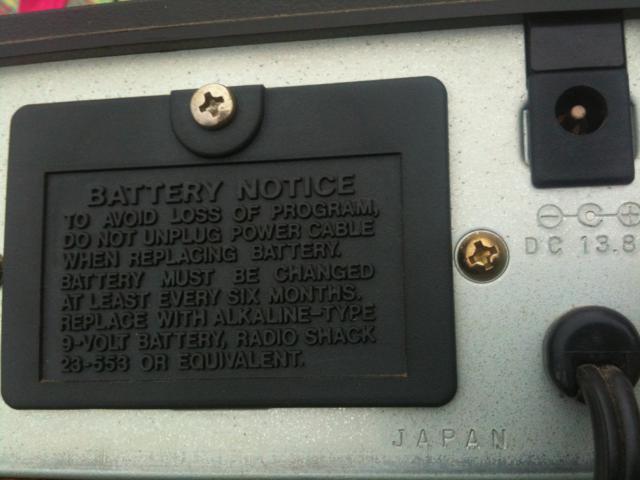 BATTERY NOTICE
TO AVOID LOSS OF PROGRAM,
DO NOT UNPLUG POWER CABLE
WHEN REPLACING BATTERY.
BATTERY MUST BE CHANGED
AT LEAST EVERY SIX MONTHS.
REPLACE WITH ALKALINE-TYPE
9-VOLT BATTERY, RADIO SHACK
23-553 OR EQUIVALENT.
DC 13.8
JAPAN